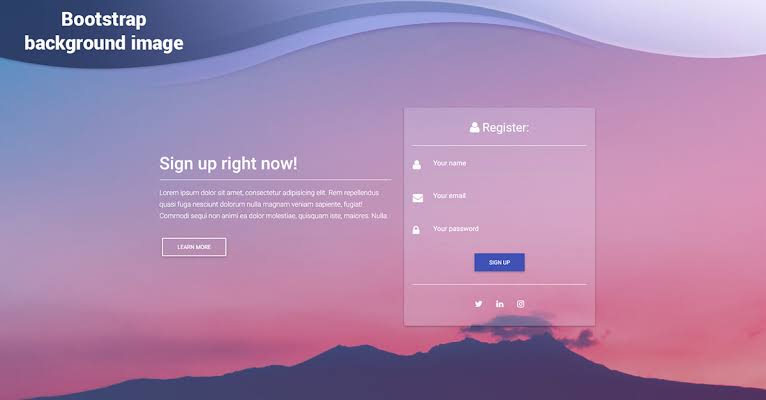 Bootstrap
background image
Register:
Sign up right now!
Your name
Lorem ipsum dolor sit amet, consectetur adipisicing elit. Rem repellendus
quasi fuga nesciunt dolorum nulla magnam veniam sapiente, fugiat!
Commodi sequi non animi ea dolor molestiae, quisquam iste, maiores. Nulla.
Your email
Your password
LEARN MORE
SIGN UP